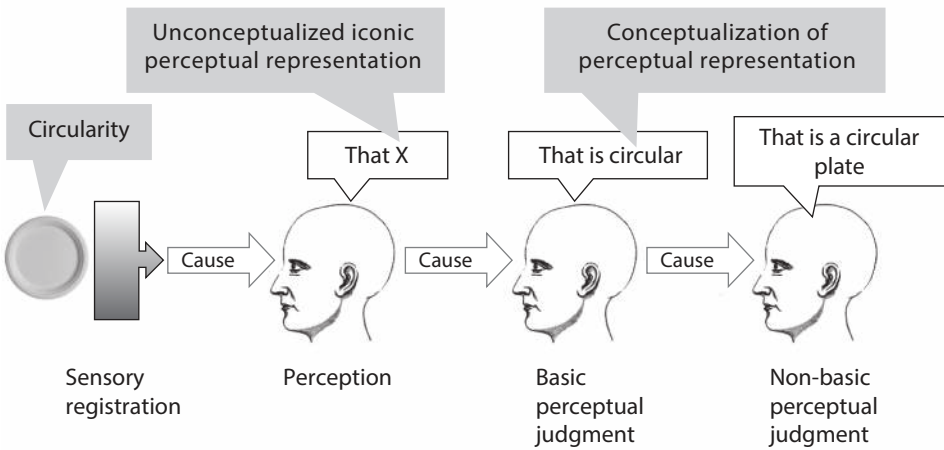 Unconceptualized iconic
perceptual representation
Conceptualization of
perceptual representation
Circularity
That X
That is circular
That is a circular
plate
Cause
Cause
Cause
Sensory
registration
Perception
Basic
perceptual
judgment
Non-basic
perceptual
judgment